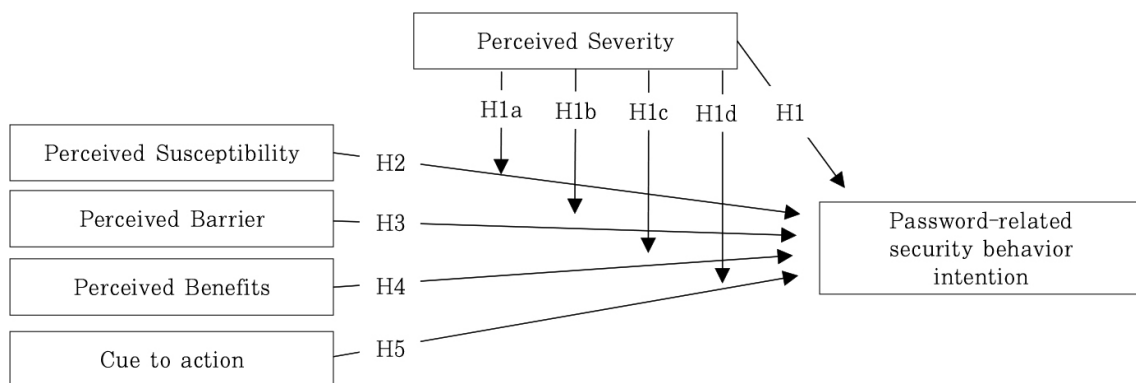 Perceived Severity
H1a
H1b
H1c
H1d
H1
Perceived Susceptibility
H2
Perceived Barrier
H3
Perceived Benefits
H4
Cue to action
H5
Password-related
security behavior
intention